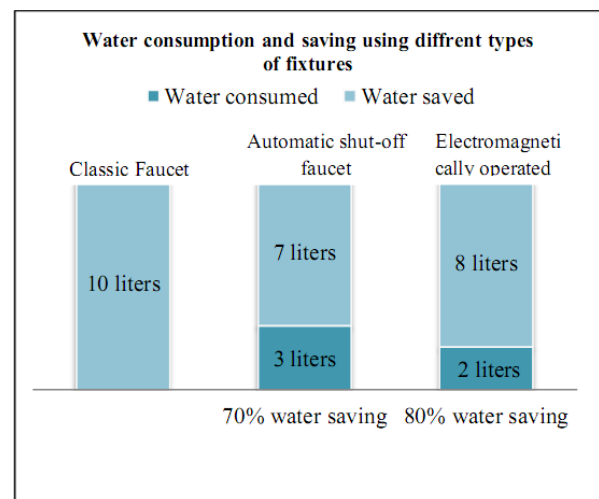 Water consumption and saving using diffrent types
of fixtures
Water consumed Water saved
Classic Faucet
Automatic shut-off
faucet
Electromagneti
cally operated
10 liters
7 liters
8 liters
3 liters
2 liters
70% water saving
80% water saving